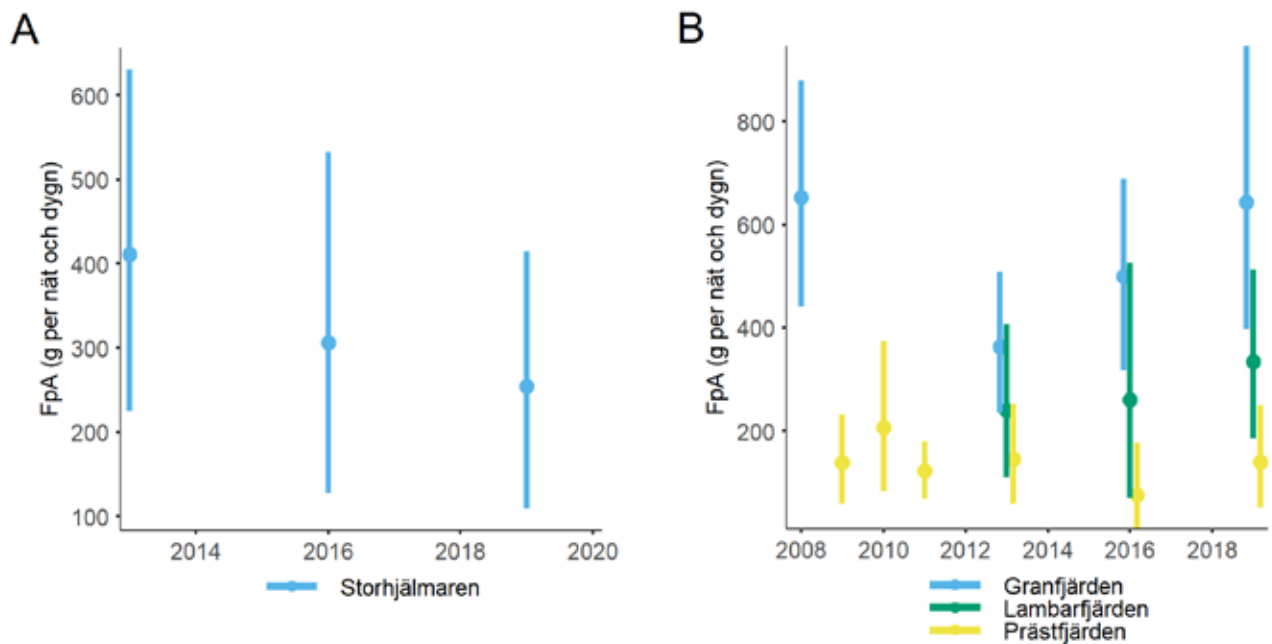 A
FpA (g per nät och dygn)
600
500
400
300
200
100
2014 2016 2018 2020
Storhjälmaren
B
FpA (g per nät och dygn)
800
600
400
200
2008 2010 2012 2014 2016 2018
Granfjärden
Lambarfjärden
Prästfjärden